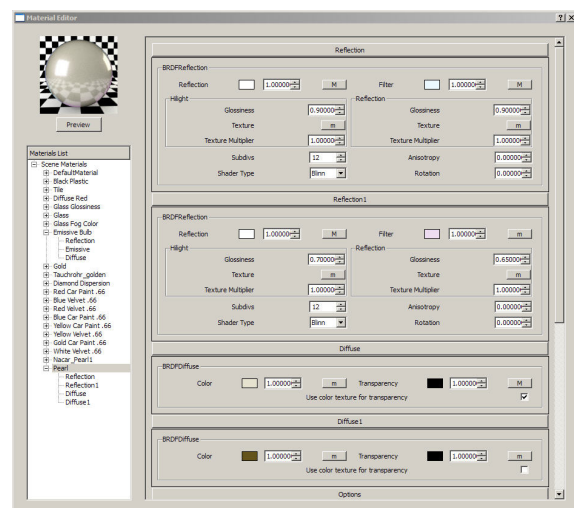 Material Editor
Preview
Materials List
Scene Materials
DefaultMaterial
Black Plastic
Tile
Diffuse Red
Glass Glossiness
Glass
Glass Fog Color
Emissive Bulb
Reflection
Emissive
Diffuse
Gold
Tauchrohr_golden
Diamond Dispersion
Red Car Paint .66
Blue Velvet .66
Red Velvet .66
Blue Car Paint .66
Yellow Car Paint .66
Yellow Velvet .66
Gold Car Paint .66
White Velvet .66
Nacar_Pearl1
Pearl
Reflection
Reflection1
Diffuse
Diffuse1
Reflection
BRDFReflection
Reflection 1.00000 M Filter 1.00000 M
Hilight Reflection
Glossiness 0.90000 Glossiness 0.90000
Texture m Texture m
Texture Multiplier 1.00000 Texture Multiplier 1.00000
Subdivs 12 Anisotropy 0.00000
Shader Type Blinn Rotation 0.00000
Reflection1
BRDFReflection
Reflection 1.00000 M Filter 1.00000 m
Hilight Reflection
Glossiness 0.70000 Glossiness 0.65000
Texture m Texture m
Texture Multiplier 1.00000 Texture Multiplier 1.00000
Subdivs 12 Anisotropy 0.00000
Shader Type Blinn Rotation 0.00000
Diffuse
BRDFDiffuse
Color 1.00000 m Transparency 1.00000 M
Use color texture for transparency
Diffuse1
BRDFDiffuse
Color 1.00000 m Transparency 1.00000 m
Use color texture for transparency
Options